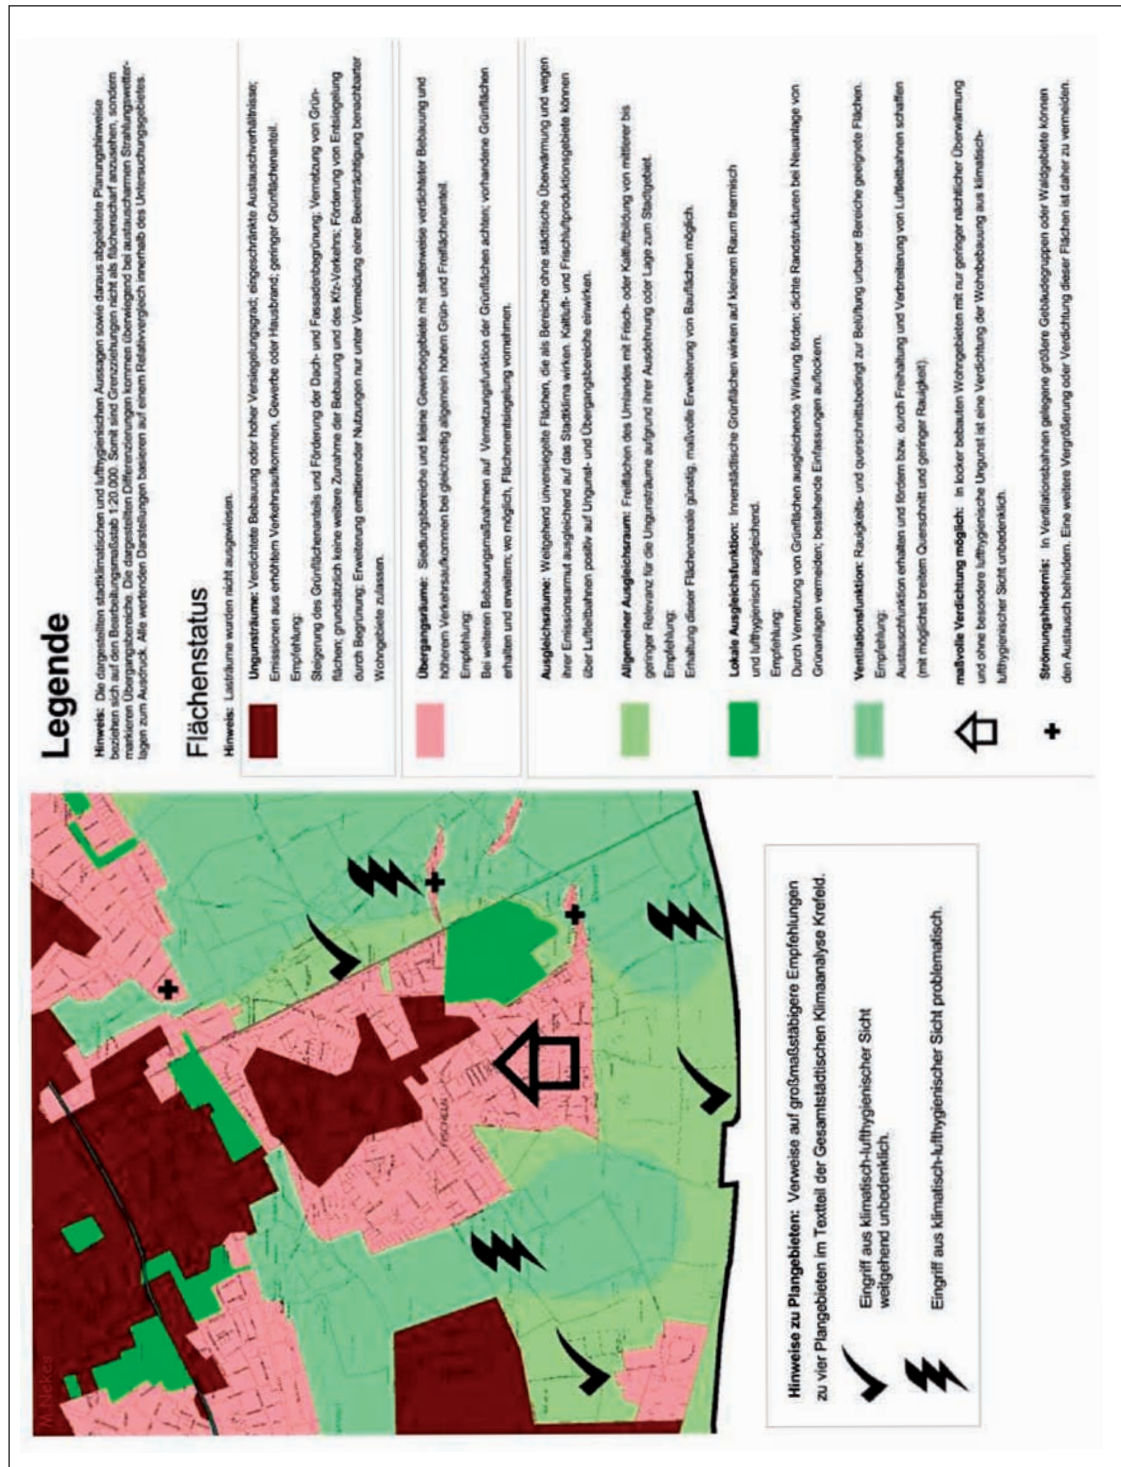 Legende
Hinweis: Die dargestellten stadtklimatischen und lufthygienischen Aussagen sowie daraus abgeleitete Planungshinweise
beziehen sich auf den Bearbeitungsmaßstab 1:20.000. Somit sind Grenzziehungen nicht als flächenscharf anzusehen, sondern
markieren Übergangsbereiche. Die dargestellten Differenzierungen kommen überwiegend bei austauscharmen Strahlungswetter-
lagen zum Ausdruck. Alle wertenden Darstellungen basieren auf einem Relativvergleich innerhalb des Untersuchungsgebietes.
Flächenstatus
Hinweis: Lasträume wurden nicht ausgewiesen.
Ungunsträume: Verdichtete Bebauung oder hoher Versiegelungsgrad; eingeschränkte Austauschverhältnisse;
Emissionen aus erhöhtem Verkehrsaufkommen, Gewerbe oder Hausbrand; geringer Grünflächenanteil.
Empfehlung:
Steigerung des Grünflächenanteils und Förderung der Dach- und Fassadenbegrünung; Vernetzung von Grün-
flächen; grundsätzlich keine weitere Zunahme der Bebauung und des Kfz-Verkehrs; Förderung von Entsiegelung
durch Begrünung; Erweiterung emittierender Nutzungen nur unter Vermeidung einer Beeinträchtigung benachbarter
Wohngebiete zulassen.
Übergangsräume: Siedlungsbereiche und kleine Gewerbegebiete mit stellenweise verdichteter Bebauung und
höherem Verkehrsaufkommen bei gleichzeitig allgemein hohem Grün- und Freiflächenanteil.
Empfehlung:
Bei weiteren Bebauungsmaßnahmen auf Vernetzungsfunktion der Grünflächen achten; vorhandene Grünflächen
erhalten und erweitern; wo möglich, Flächenentsiegelung vornehmen.
Ausgleichsräume: Weitgehend unversiegelte Flächen, die als Bereiche ohne städtische Überwärmung und wegen
ihrer Emissionsarmut ausgleichend auf das Stadtklima wirken. Kaltluft- und Frischluftproduktionsgebiete können
über Luftleitbahnen positiv auf Ungunst- und Übergangsbereiche einwirken.
Allgemeiner Ausgleichsraum: Freiflächen des Umlandes mit Frisch- oder Kaltluftbildung von mittlerer bis
geringer Relevanz für die Ungunsträume aufgrund ihrer Ausdehnung oder Lage zum Stadtgebiet.
Empfehlung:
Erhaltung dieser Flächenareale günstig, maßvolle Erweiterung von Bauflächen möglich.
Lokale Ausgleichsfunktion: Innerstädtische Grünflächen wirken auf kleinem Raum thermisch
und lufthygienisch ausgleichend.
Empfehlung:
Durch Vernetzung von Grünflächen ausgleichende Wirkung fördern; dichte Randstrukturen bei Neuanlage von
Grünanlagen vermeiden; bestehende Einfassungen auflockern.
Ventilationsfunktion: Rauigkeits- und querschnittsbedingt zur Belüftung urbaner Bereiche geeignete Flächen.
Empfehlung:
Austauschfunktion erhalten und fördern bzw. durch Freihaltung und Verbreiterung von Luftleitbahnen schaffen
(mit möglichst breitem Querschnitt und geringer Rauigkeit).
maßvolle Verdichtung möglich: In locker bebauten Wohngebieten mit nur geringer nächtlicher Überwärmung
und ohne besondere lufthygienische Ungunst ist eine Verdichtung der Wohnbebauung aus klimatisch-
lufthygienischer Sicht unbedenklich.
Strömungshindernis: In Ventilationsbahnen gelegene größere Gebäudegruppen oder Waldgebiete können
den Austausch behindern. Eine weitere Vergrößerung oder Verdichtung dieser Flächen ist daher zu vermeiden.
M.Nekes
FISCHELN
Hinweise zu Plangebieten: Verweise auf großmaßstäbigere Empfehlungen
zu vier Plangebieten im Textteil der Gesamtstädtischen Klimaanalyse Krefeld.
Eingriff aus klimatisch-lufthygienischer Sicht
weitgehend unbedenklich.
Eingriff aus klimatisch-lufthygienischer Sicht problematisch.